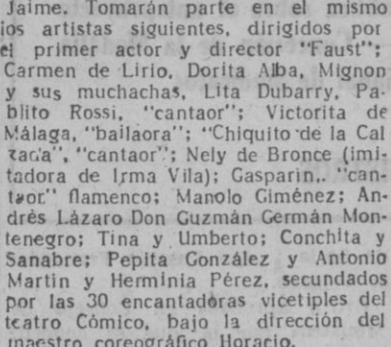 Jaime. Tomarán parte en el mismo
los artistas siguientes, dirigidos por
el primer actor y director "Faust";
Carmen de Lirio, Dorita Alba, Mignon
y sus muchachas, Lita Dubarry, Pa-
blito Rossi, "cantaor"; Victorita de
Málaga, "bailaora"; "Chiquito de la Cal
zada", "cantaor"; Nely de Bronce (imi-
tadora de Irma Vila); Gasparin, "can-
taor" flamenco; Manolo Giménez; An-
drés Lázaro Don Guzmán Germán Mon-
tenegro; Tina y Umberto; Conchita y
Sanabre; Pepita González y Antonio
Martin y Herminia Pérez, secundados
por las 30 encantadoras vicetiples del
teatro Cómico, bajo la dirección del
maestro coreográfico Horacio.